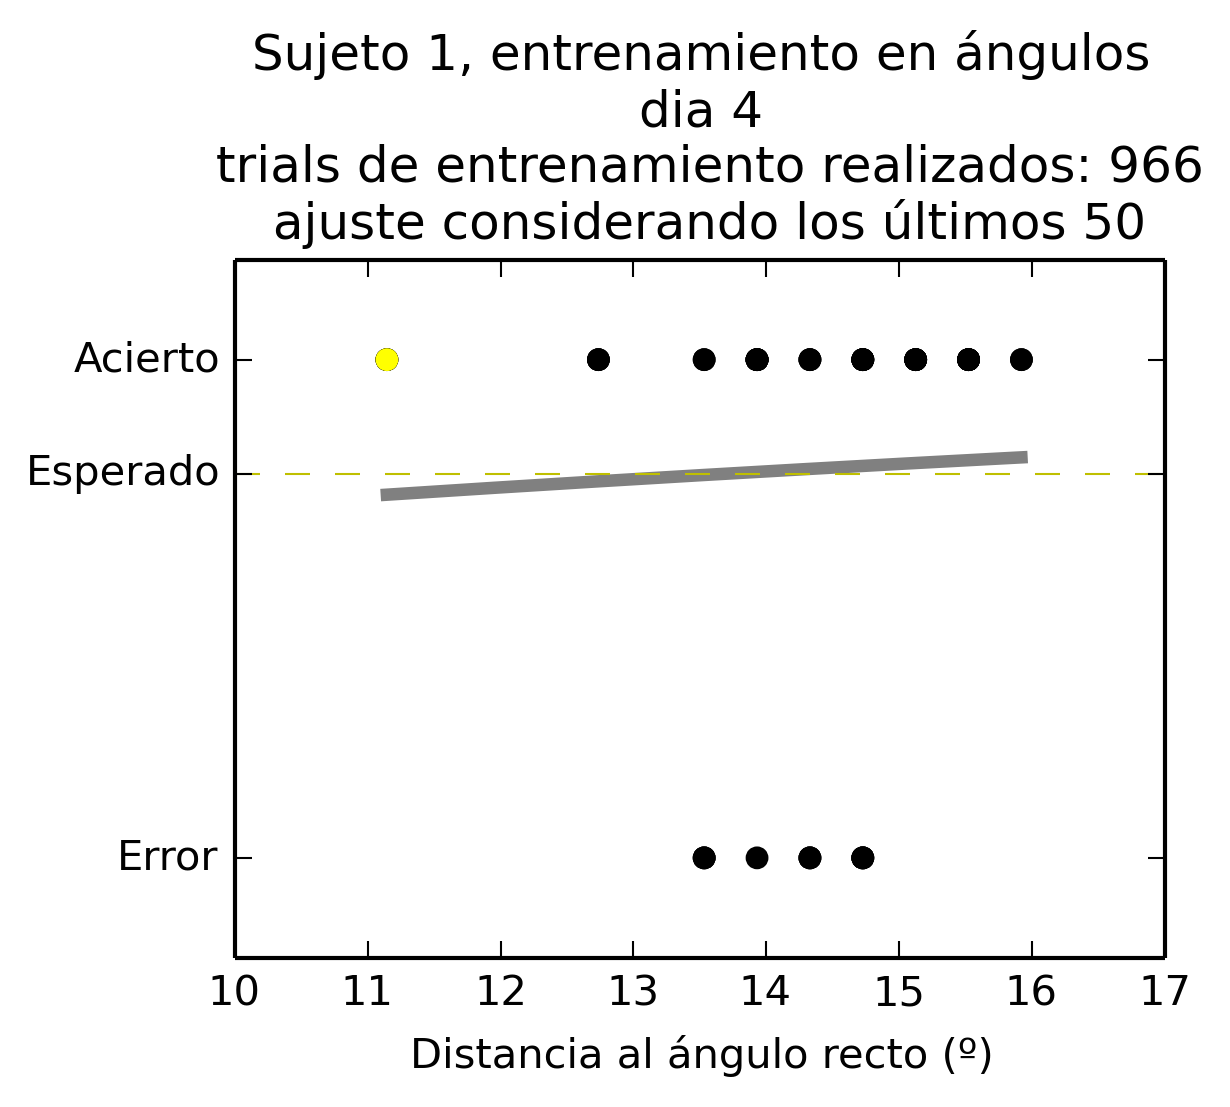 Sujeto 1, entrenamiento en ángulos
dia 4
trials de entrenamiento realizados: 966
ajuste considerando los últimos 50
Acierto
Esperado
Error
10 11 12 13 14 15 16 17
Distancia al ángulo recto (º)